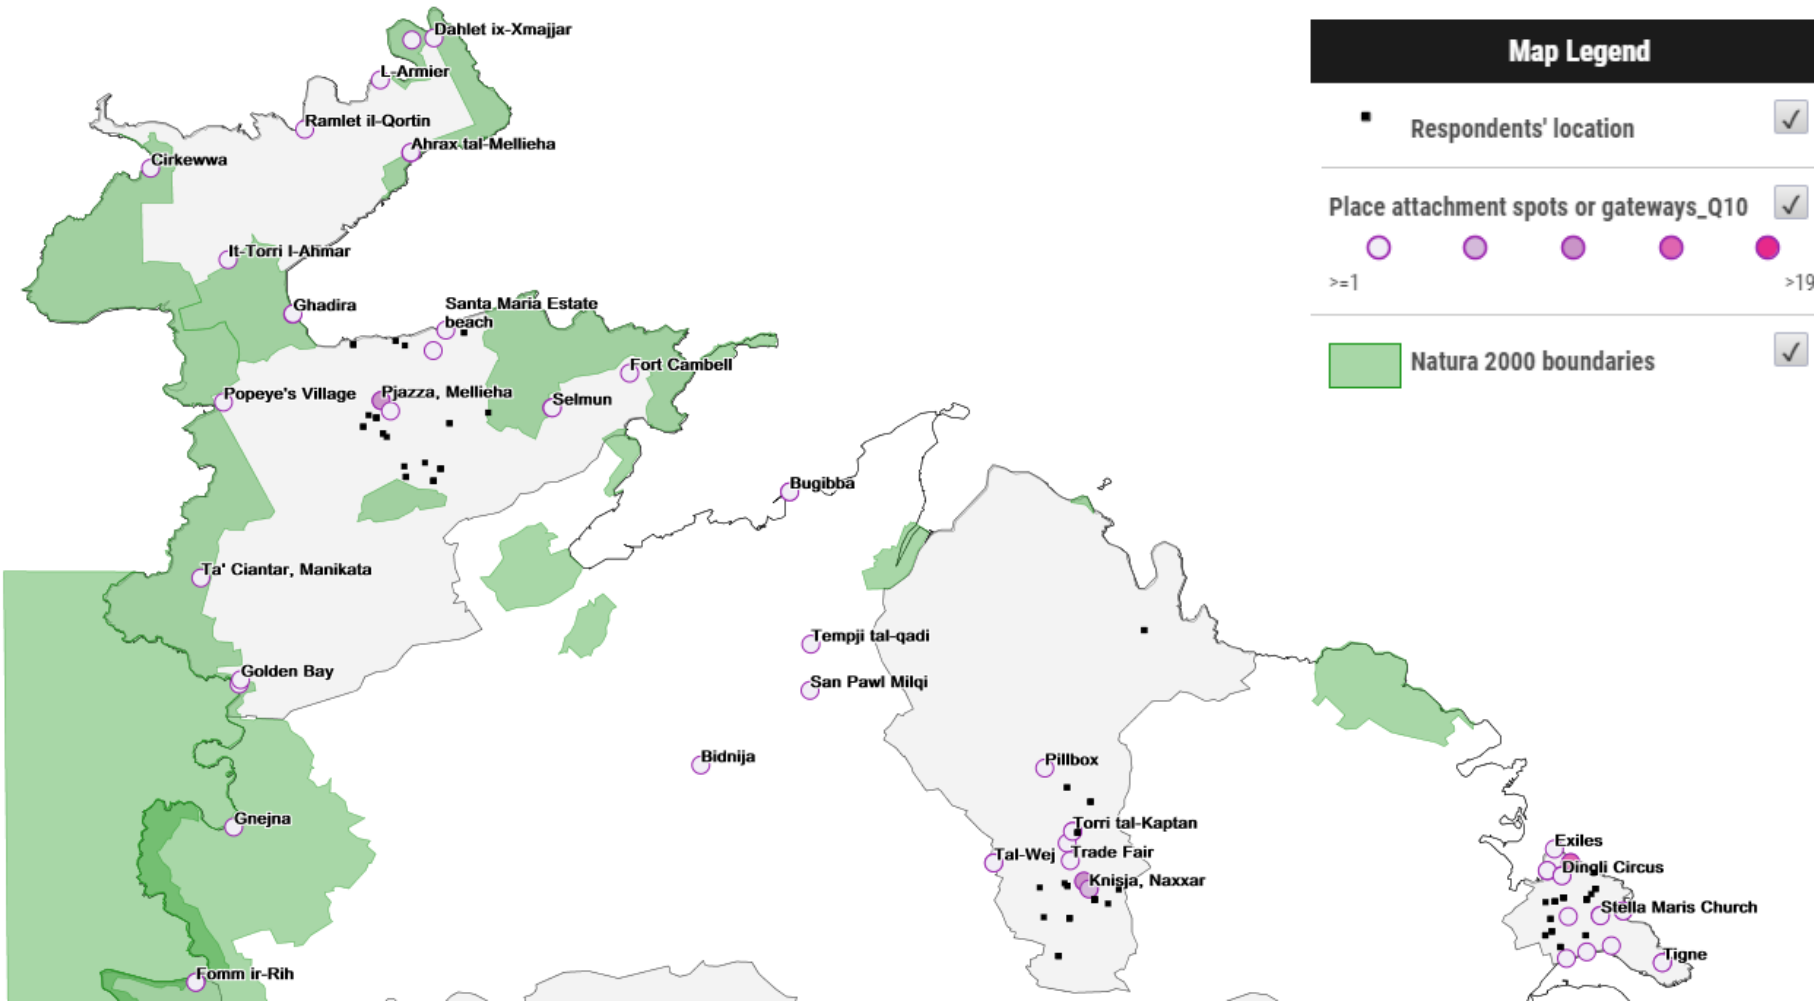 Dahlet ix-Xmajjar
L-Armier
Ramlet il-Qortin
Ahrax tal-Mellieha
Cirkewwa
It-Torri l-Ahmar
Ghadira
Santa Maria Estate
beach
Fort Cambell
Popeye's Village
Pjazza, Mellieha
Selmun
Bugibba
Ta' Ciantar, Manikata
Tempji tal-qadi
Golden Bay
San Pawl Milqi
Bidnija
Pillbox
Gnejna
Torri tal-Kaptan
Tal-Wej
Trade Fair
Knisja, Naxxar
Exiles
Dingli Circus
Stella Maris Church
Tigne
Fomm ir-Rih
Map Legend
Respondents' location
Place attachment spots or gateways_Q10
>=1
>19
Natura 2000 boundaries